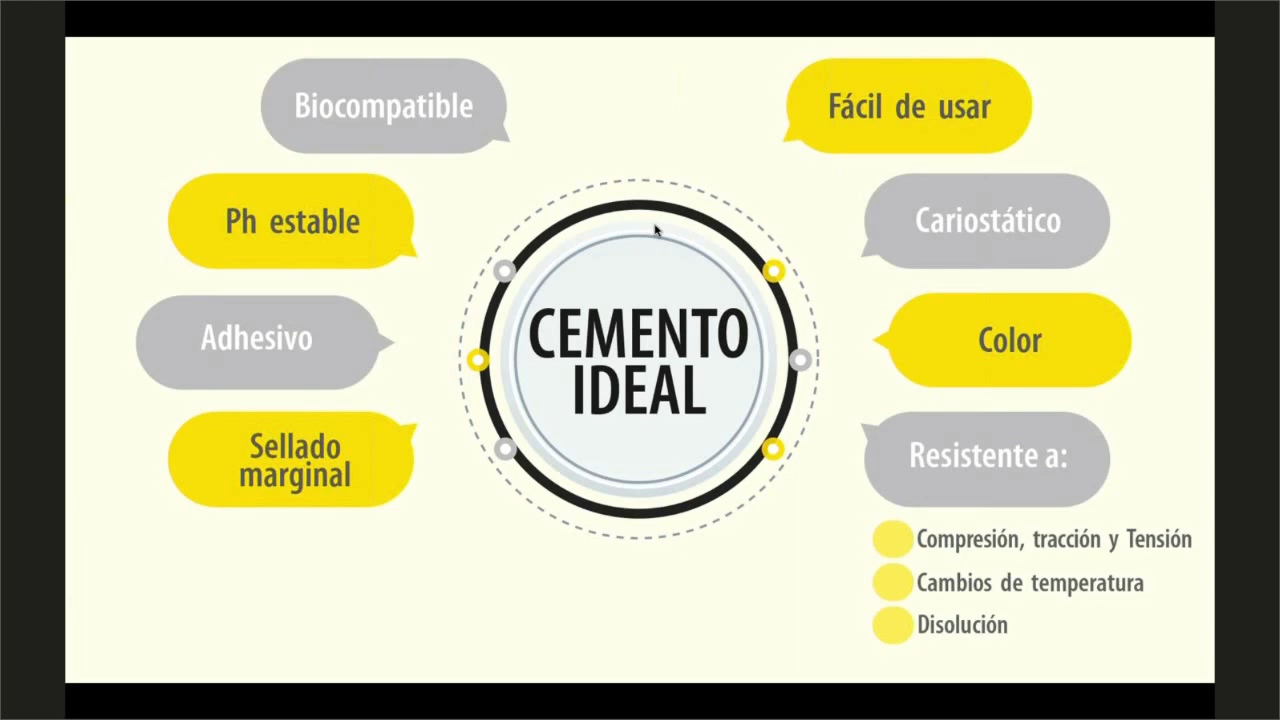 Biocompatible
Fácil de usar
Ph estable
Cariostático
Adhesivo
CEMENTO
IDEAL
Color
Sellado
marginal
Resistente a:
Compresión, tracción y Tensión
Cambios de temperatura
Disolución